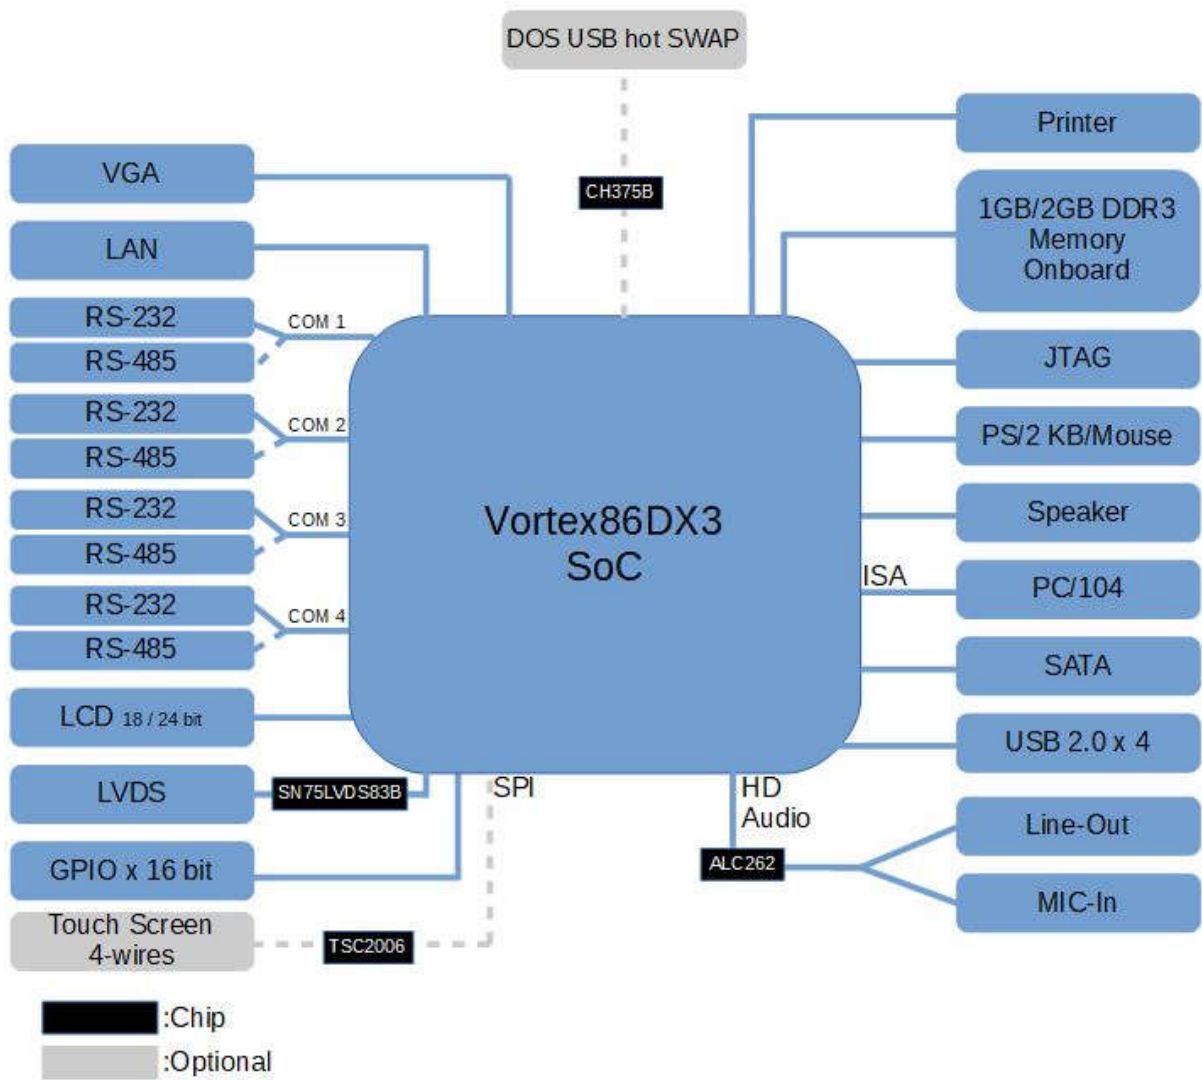 DOS USB hot SWAP
CH375B
VGA
LAN
RS-232
RS-485
COM 1
RS-232
RS-485
COM 2
RS-232
RS-485
COM 3
RS-232
RS-485
COM 4
LCD 18 / 24 bit
LVDS
SN75LVDS83B
GPIO x 16 bit
Touch Screen
4-wires
TSC2006
SPI
Vortex86DX3
SoC
Printer
1GB/2GB DDR3
Memory
Onboard
JTAG
PS/2 KB/Mouse
Speaker
ISA
PC/104
SATA
USB 2.0 x 4
HD
Audio
ALC262
Line-Out
MIC-In
:Chip
:Optional